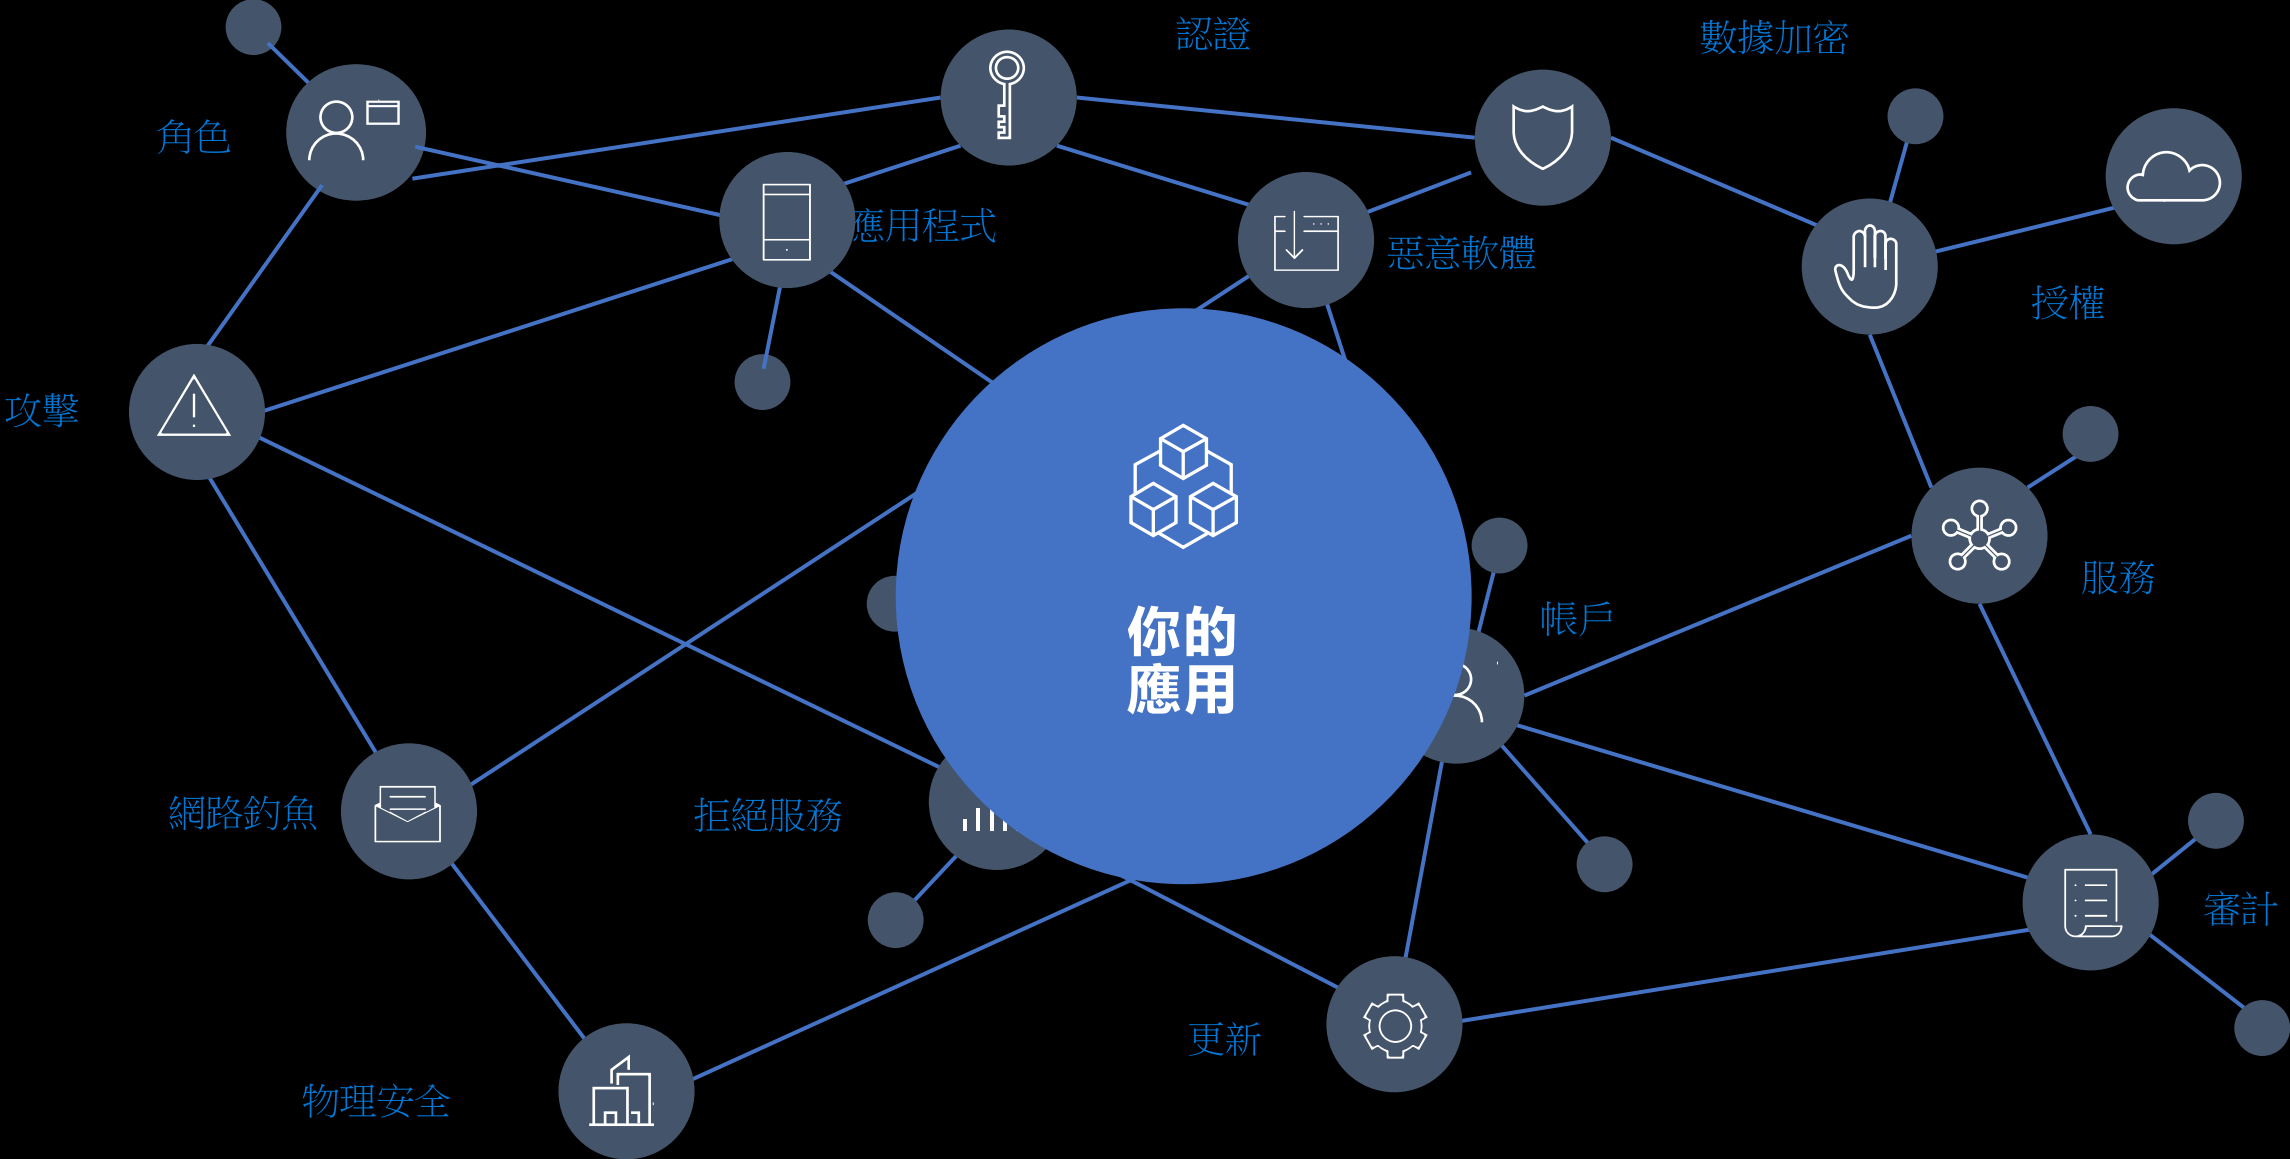 認證
數據加密
角色
應用程式
惡意軟體
授權
攻擊
服務
帳戶
你的
應用
網路釣魚
拒絕服務
審計
更新
物理安全